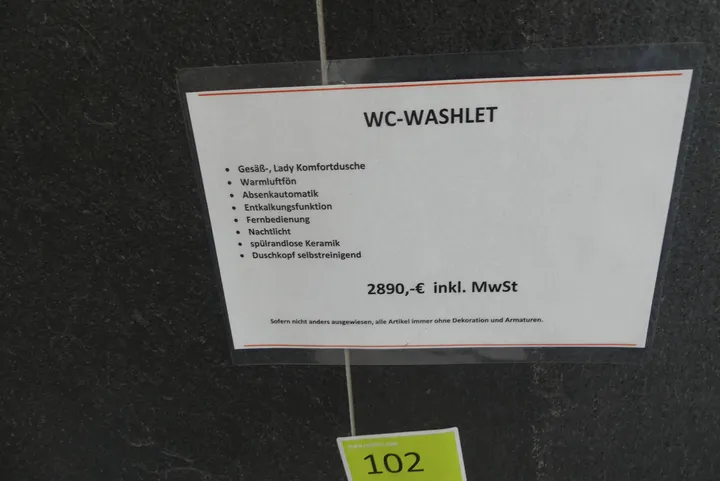 WC-WASHLET
• Gesäß-, Lady Komfortdusche
• Warmluftfön
• Absenkautomatik
• Entkalkungsfunktion
• Fernbedienung
• Nachtlicht
• spülrandlose Keramik
• Duschkopf selbstreinigend
2890,-€ inkl. MwSt
Sofern nicht anders ausgewiesen, alle Artikel immer ohne Dekoration und Armaturen.
102